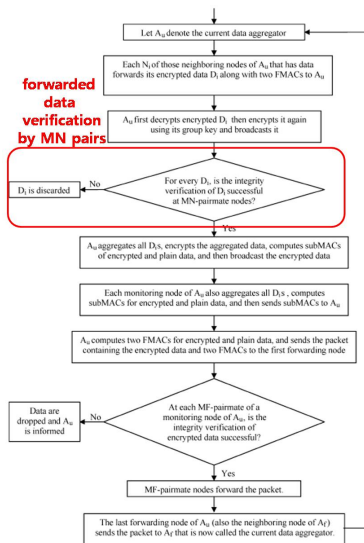 Let Au denote the current data aggregator
Each Ni of those neighboring nodes of Au that has data
forwards its encrypted data Di along with two FMACs to Au
forwarded
data
verification
by MN pairs
Au first decrypts encrypted Di then encrypts it again
using its group key and broadcasts it
For every Di, is the integrity
verification of Di successful
at MN-pairmate nodes?
No
Di is discarded
Yes
Au aggregates all Dis, encrypts the aggregated data, computes subMACs
of encrypted and plain data, and then broadcast the encrypted data
Each monitoring node of Au also aggregates all Dis , computes
subMACs for encrypted and plain data, and then sends subMACs to Au
Au computes two FMACs for encrypted and plain data, and sends the packet
containing the encrypted data and two FMACs to the first forwarding node
At each MF-pairmate of a
monitoring node of Au, is the
integrity verification of
encrypted data successful?
No
Data are
dropped and Au
is informed
Yes
MF-pairmate nodes forward the packet.
The last forwarding node of Au (also the neighboring node of Af)
sends the packet to Af that is now called the current data aggregator.